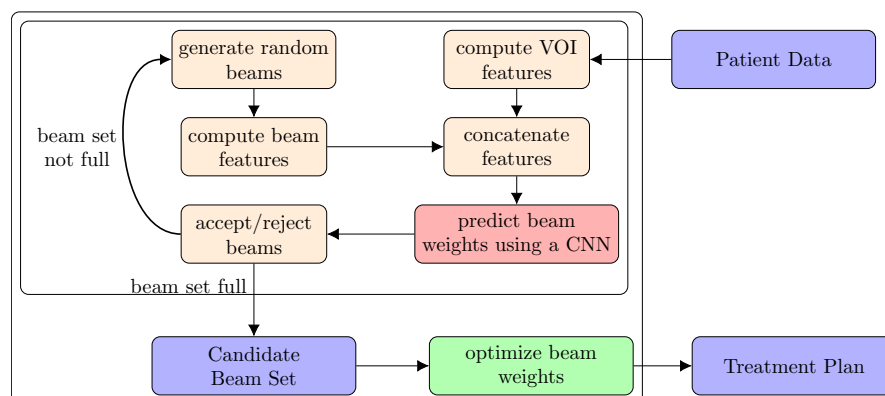 generate random
beams
compute VOI
features
Patient Data
beam set
not full
compute beam
features
concatenate
features
accept/reject
beams
predict beam
weights using a CNN
beam set full
Candidate
Beam Set
optimize beam
weights
Treatment Plan